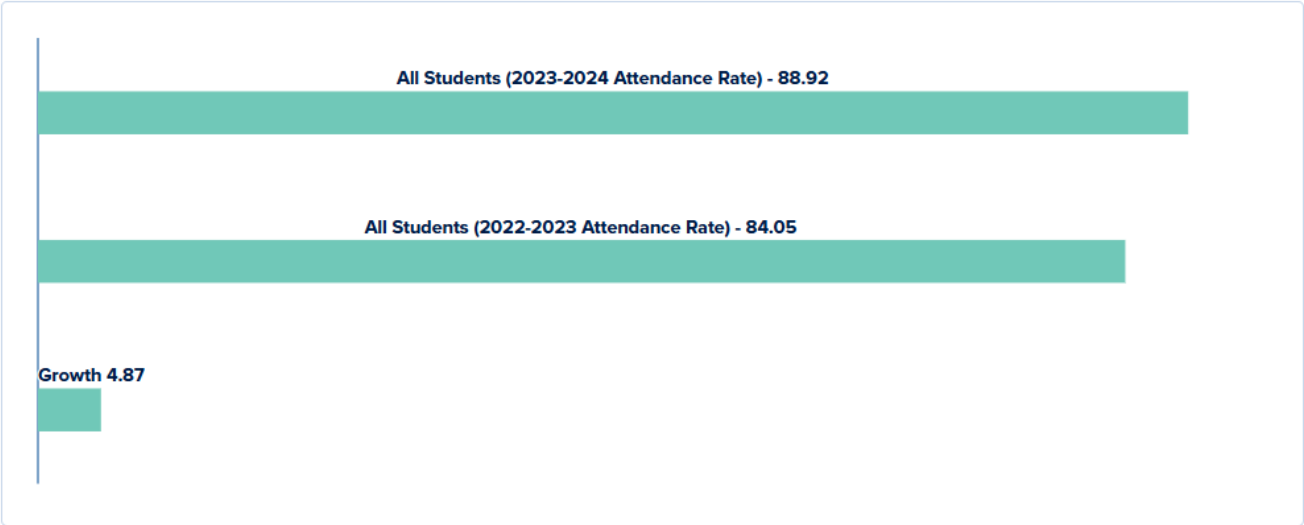 All Students (2023-2024 Attendance Rate) - 88.92
All Students (2022-2023 Attendance Rate) - 84.05
Growth 4.87